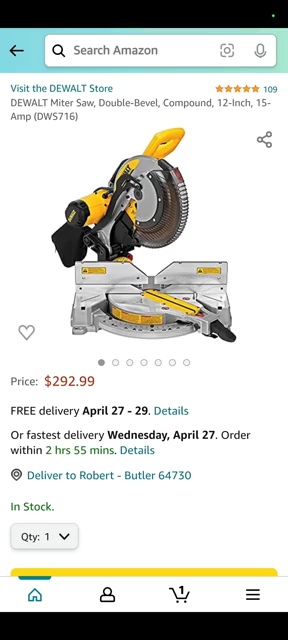 Search Amazon
Visit the DEWALT Store
109
DEWALT Miter Saw, Double-Bevel, Compound, 12-Inch, 15-
Amp (DWS716)
Price: $292.99
FREE delivery April 27 - 29. Details
Or fastest delivery Wednesday, April 27. Order
within 2 hrs 55 mins. Details
Deliver to Robert - Butler 64730
In Stock.
Qty: 1
1